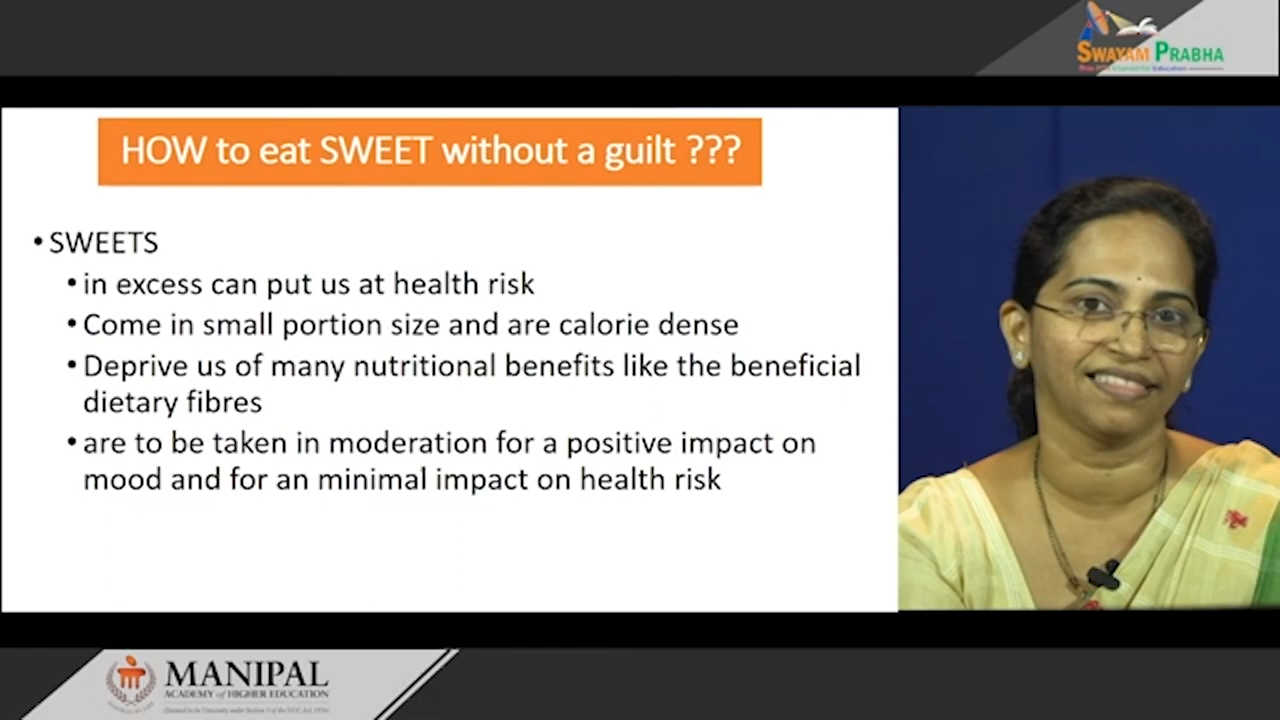 SWAYAM PRABHA
HOW to eat SWEET without a guilt ???
• SWEETS
• in excess can put us at health risk
• Come in small portion size and are calorie dense
• Deprive us of many nutritional benefits like the beneficial
dietary fibres
• are to be taken in moderation for a positive impact on
mood and for an minimal impact on health risk
MANIPAL
ACADEMY of HIGHER EDUCATION